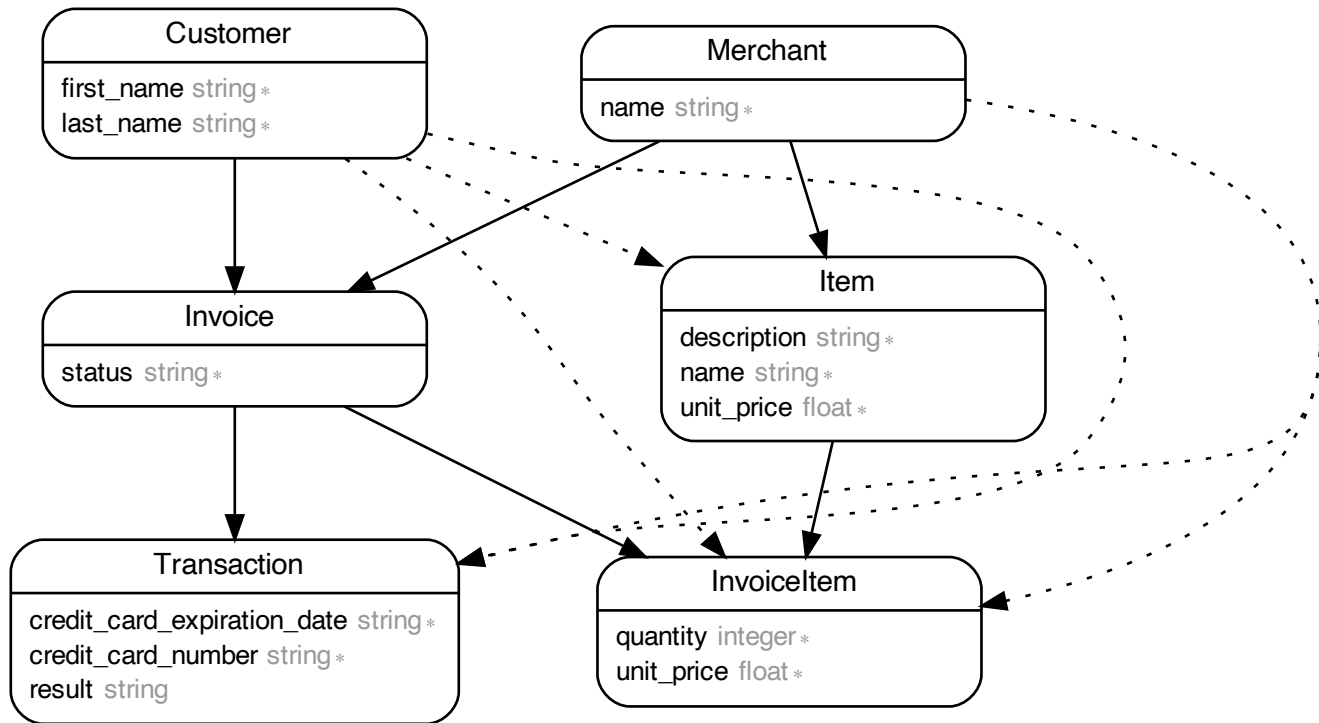 Customer
first_name string *
last_name string *
Merchant
name string *
Invoice
status string *
Item
description string *
name string *
unit_price float *
Transaction
credit_card_expiration_date string *
credit_card_number string *
result string
InvoiceItem
quantity integer *
unit_price float *